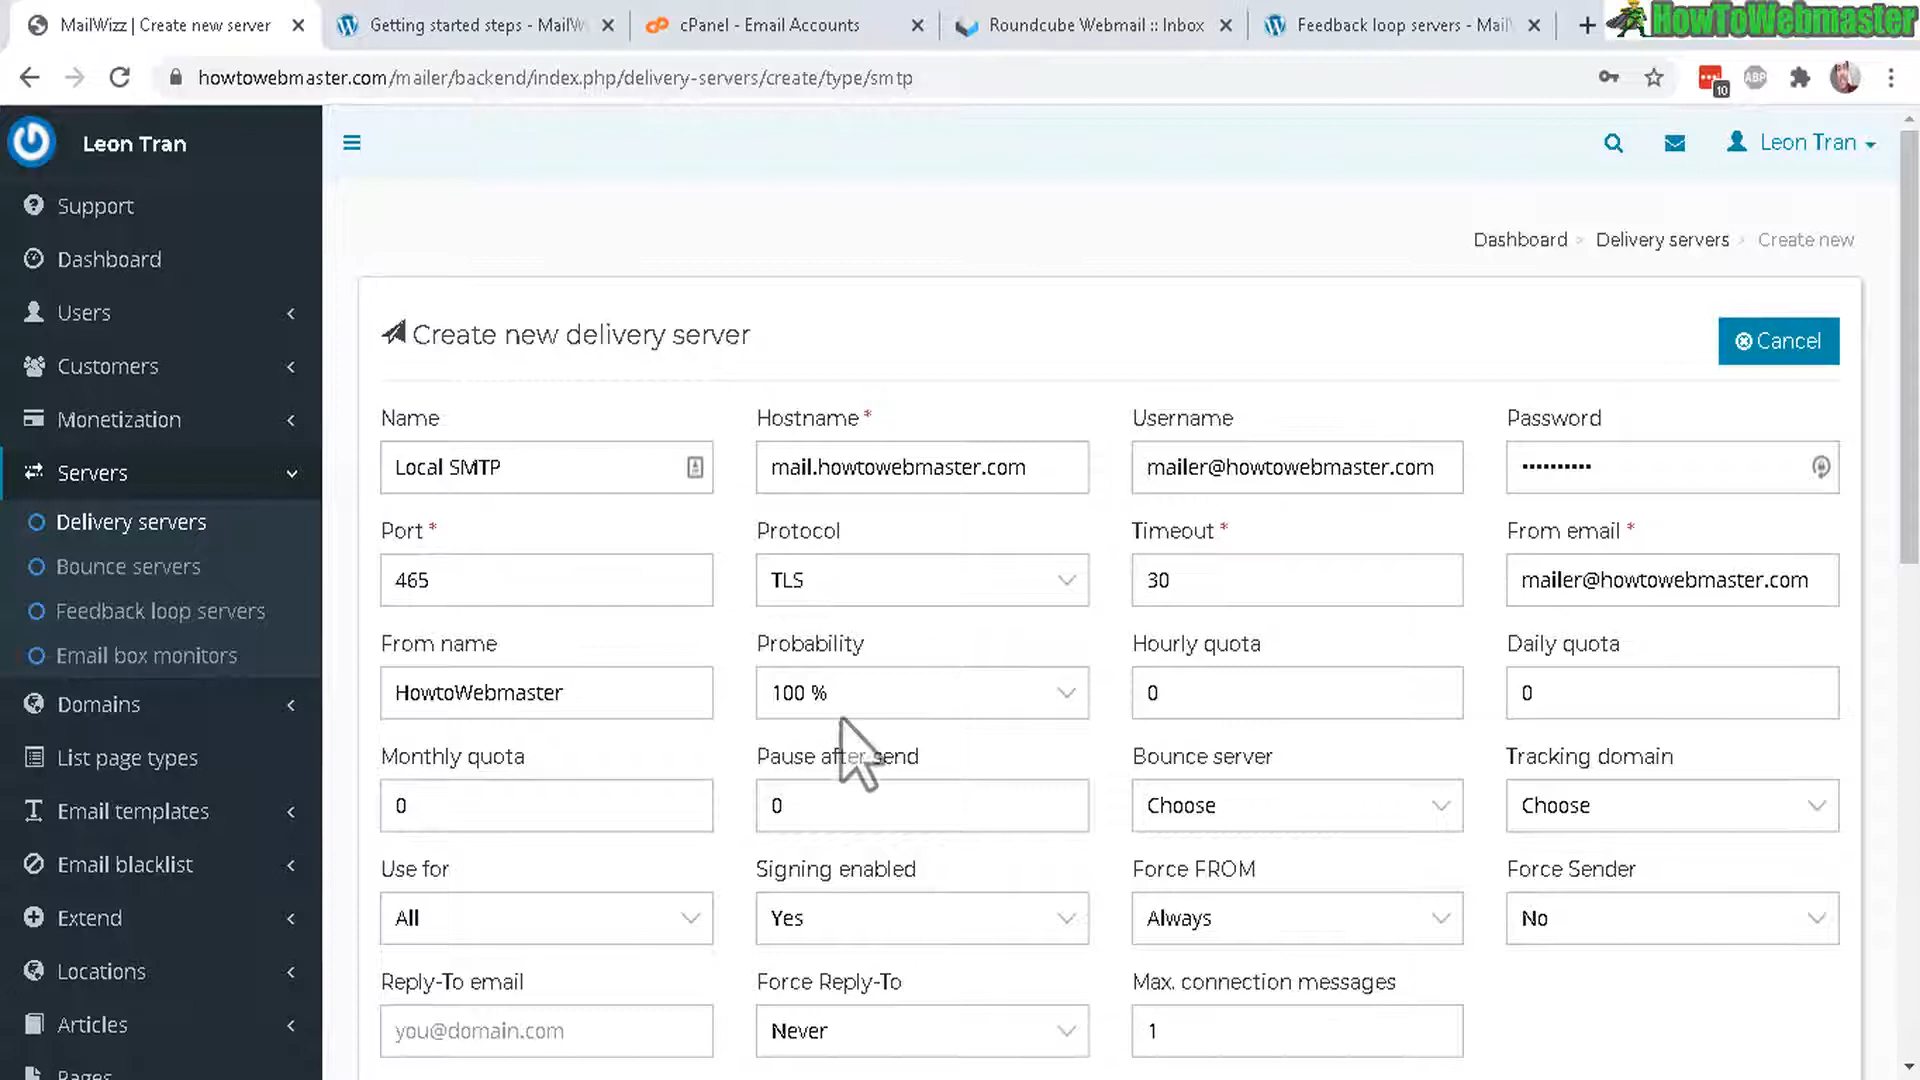 MailWizz | Create new server
Getting started steps - MailW
cPanel - Email Accounts
Roundcube Webmail :: Inbox
Feedback loop servers - Mail
HowToWebmaster
howtowebmaster.com/mailer/backend/index.php/delivery-servers/create/type/smtp
10
ABP
Leon Tran
Leon Tran
Support
Dashboard
Users
Customers
Monetization
Servers
Delivery servers
Bounce servers
Feedback loop servers
Email box monitors
Domains
List page types
Email templates
Email blacklist
Extend
Locations
Articles
Pages
Dashboard > Delivery servers > Create new
Create new delivery server
Cancel
Name Hostname * Username Password
Local SMTP mail.howtowebmaster.com mailer@howtowebmaster.com ••••••••••
Port * Protocol Timeout * From email *
465 TLS 30 mailer@howtowebmaster.com
From name Probability Hourly quota Daily quota
HowtoWebmaster 100 % 0 0
Monthly quota Pause after send Bounce server Tracking domain
0 0 Choose Choose
Use for Signing enabled Force FROM Force Sender
All Yes Always No
Reply-To email Force Reply-To Max. connection messages
you@domain.com Never 1